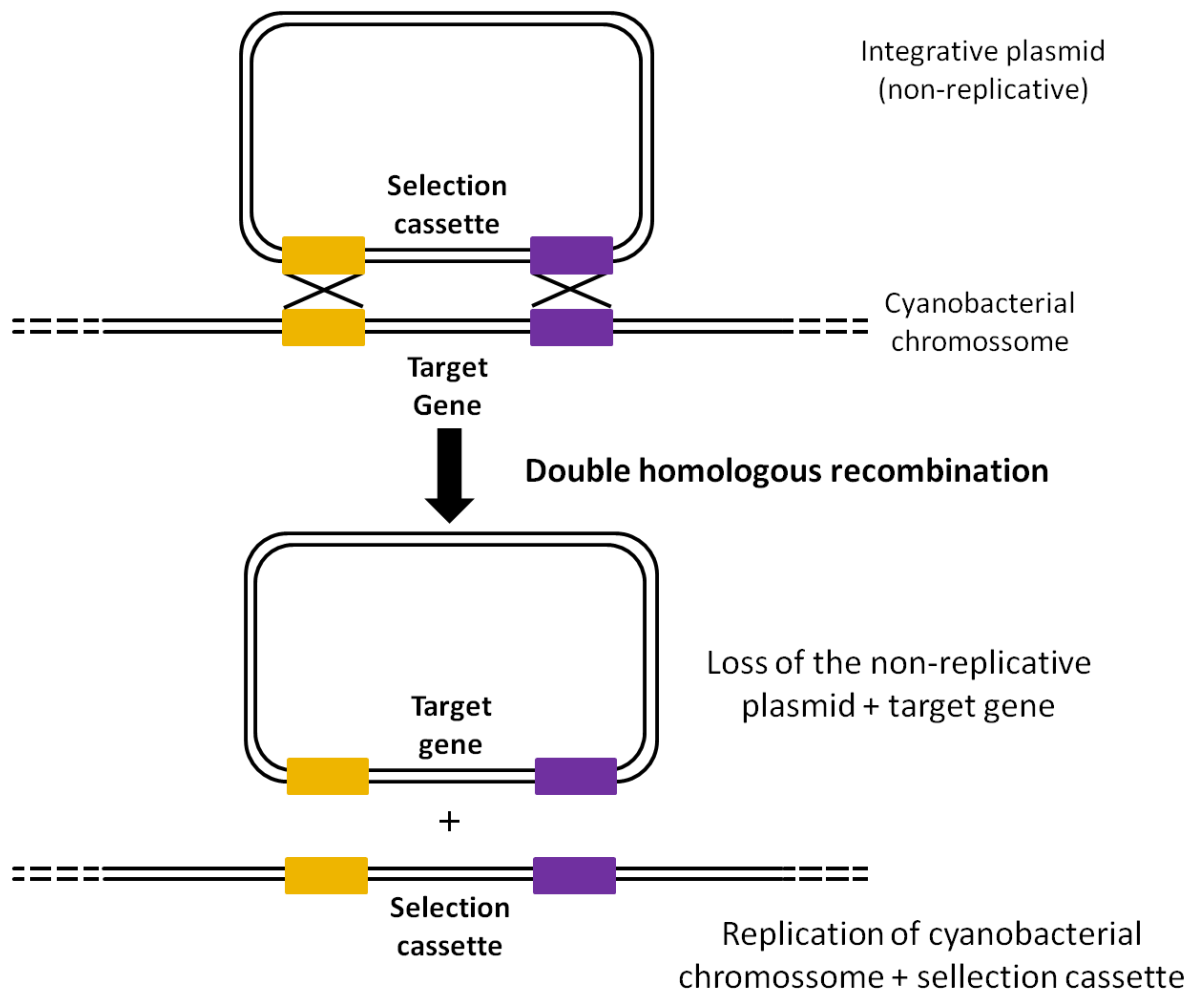 Integrative plasmid
(non-replicative)
Selection
cassette
Cyanobacterial
chromossome
Target
Gene
Double homologous recombination
Loss of the non-replicative
plasmid + target gene
Target
gene
+
Selection
cassette
Replication of cyanobacterial
chromossome + sellection cassette